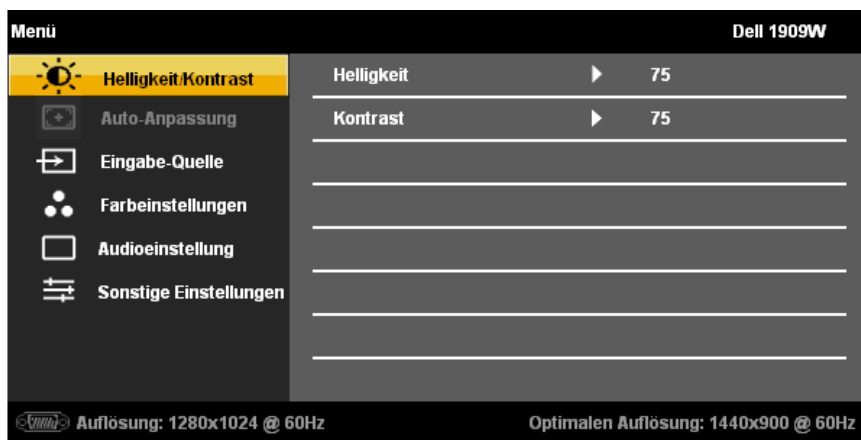 Menü Dell 1909W
Helligkeit/Kontrast Helligkeit 75
Auto-Anpassung Kontrast 75
Eingabe-Quelle
Farbeinstellungen
Audioeinstellung
Sonstige Einstellungen
Auflösung: 1280x1024 @ 60Hz Optimalen Auflösung: 1440x900 @ 60Hz